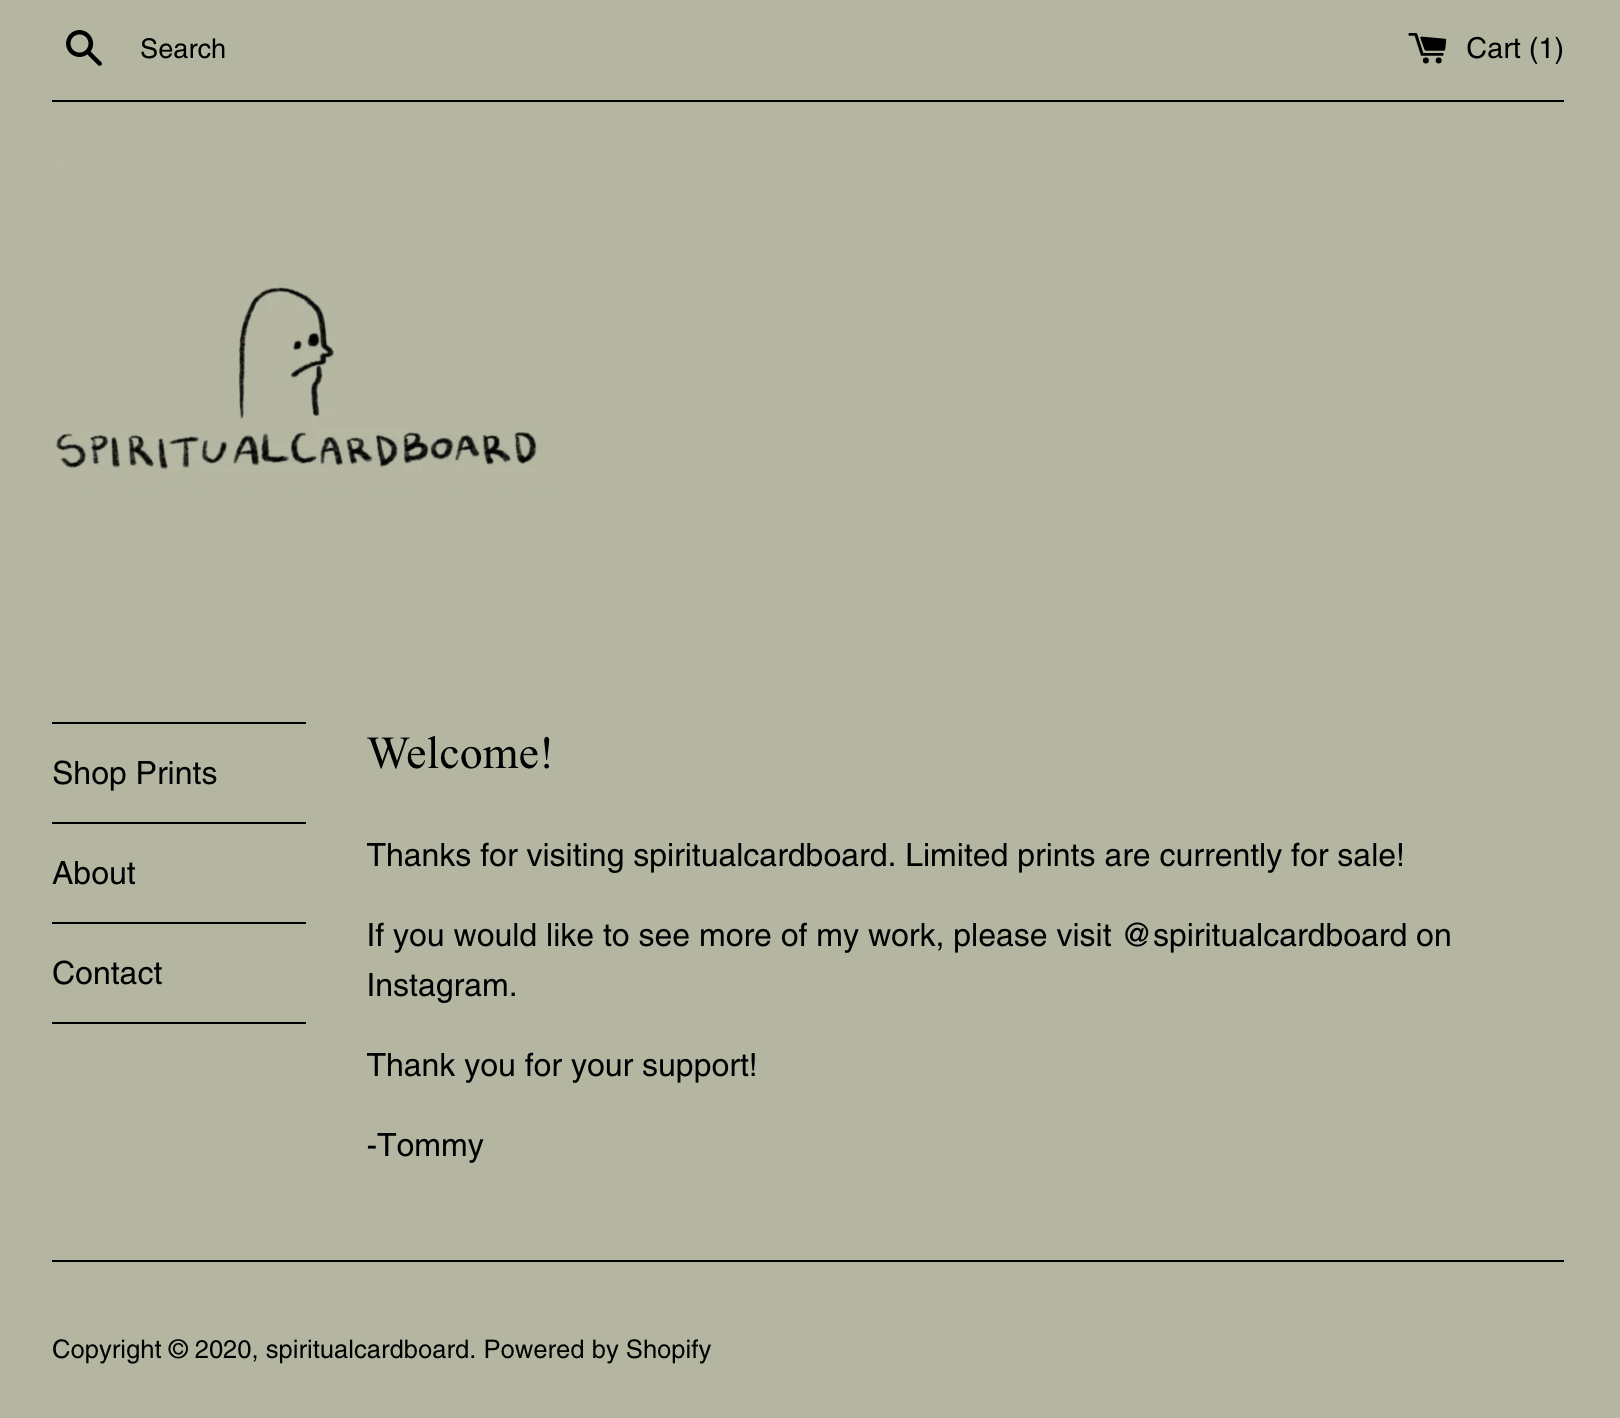 Search
Cart (1)
SPIRITUALCARDBOARD
Shop Prints
About
Contact
Welcome!
Thanks for visiting spiritualcardboard. Limited prints are currently for sale!
If you would like to see more of my work, please visit @spiritualcardboard on
Instagram.
Thank you for your support!
-Tommy
Copyright © 2020, spiritualcardboard. Powered by Shopify